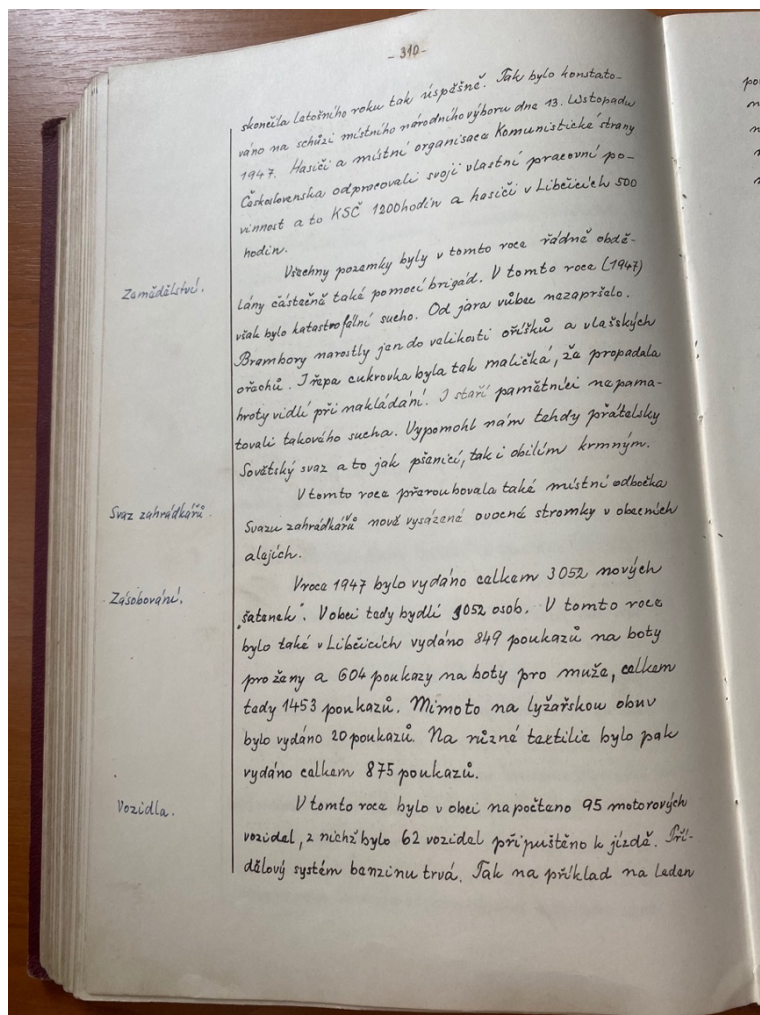 - 310 -
skončila letošního roku tak úspěšně. Tak bylo konstato-
váno na schůzi místního národního výboru dne 13. listopadu
1947. Hasiči a místní organisace Komunistické strany
Československa odpracovali svoji vlastní pracovní po-
vinnost a to KSČ 1200 hodin a hasiči v Libčicích 500
hodin.
Zemědělství.
Všechny pozemky byly v tomto roce řádně obdě-
lány částečně také pomocí brigád. V tomto roce (1947)
však bylo katastrofální sucho. Od jara vůbec nezapršelo.
Brambory narostly jen do velikosti oříšků a vlašských
ořechů. I řepa cukrovka byla tak maličká, že propadala
hroty vidlí při nakládání. I staří pamětníci nepama-
tovali takového sucha. Vypomohl nám tehdy přátelsky
Sovětský svaz a to jak pšenicí, tak i obilím krmným.
Svaz zahrádkářů.
V tomto roce přeroubovala také místní odbočka
Svazu zahrádkářů nově vysázené ovocné stromky v obecních
alejích.
Zásobování.
V roce 1947 bylo vydáno celkem 3052 nových
"šatenek". V obci tedy bydlí 3052 osob. V tomto roce
bylo také v Libčicích vydáno 849 poukazů na boty
pro ženy a 604 poukazy na boty pro muže, celkem
tedy 1453 poukazů. Mimoto na lyžařskou obuv
bylo vydáno 20 poukazů. Na různé textilie bylo pak
vydáno celkem 875 poukazů.
Vozidla.
V tomto roce bylo v obci napočteno 95 motorových
vozidel, z nichž bylo 62 vozidel připuštěno k jízdě. Pří-
dělový systém benzinu trvá. Tak na příklad na leden